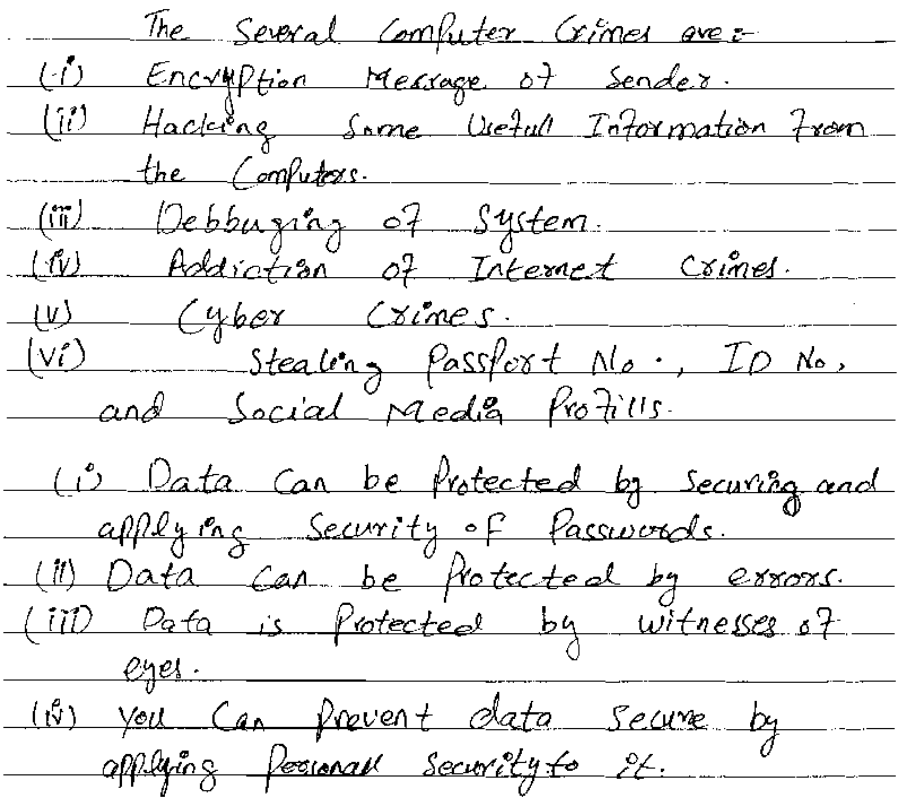 The Several Computer Crimes are:-
(i) Encryption Message of Sender.
(ii) Hacking Some Usefull Information from
the Computers.
(iii) Debbuging of System.
(iv) Addiction of Internet Crimes.
(v) Cyber Crimes.
(vi) Stealing Passport No., ID No,
and Social Media Profills.
(i) Data Can be Protected by Securing and
applying Security of Passwords.
(ii) Data Can be Protected by errors.
(iii) Data is Protected by witnesses of
eyes.
(iv) you Can Prevent data Secure by
applying Personall Security to it.